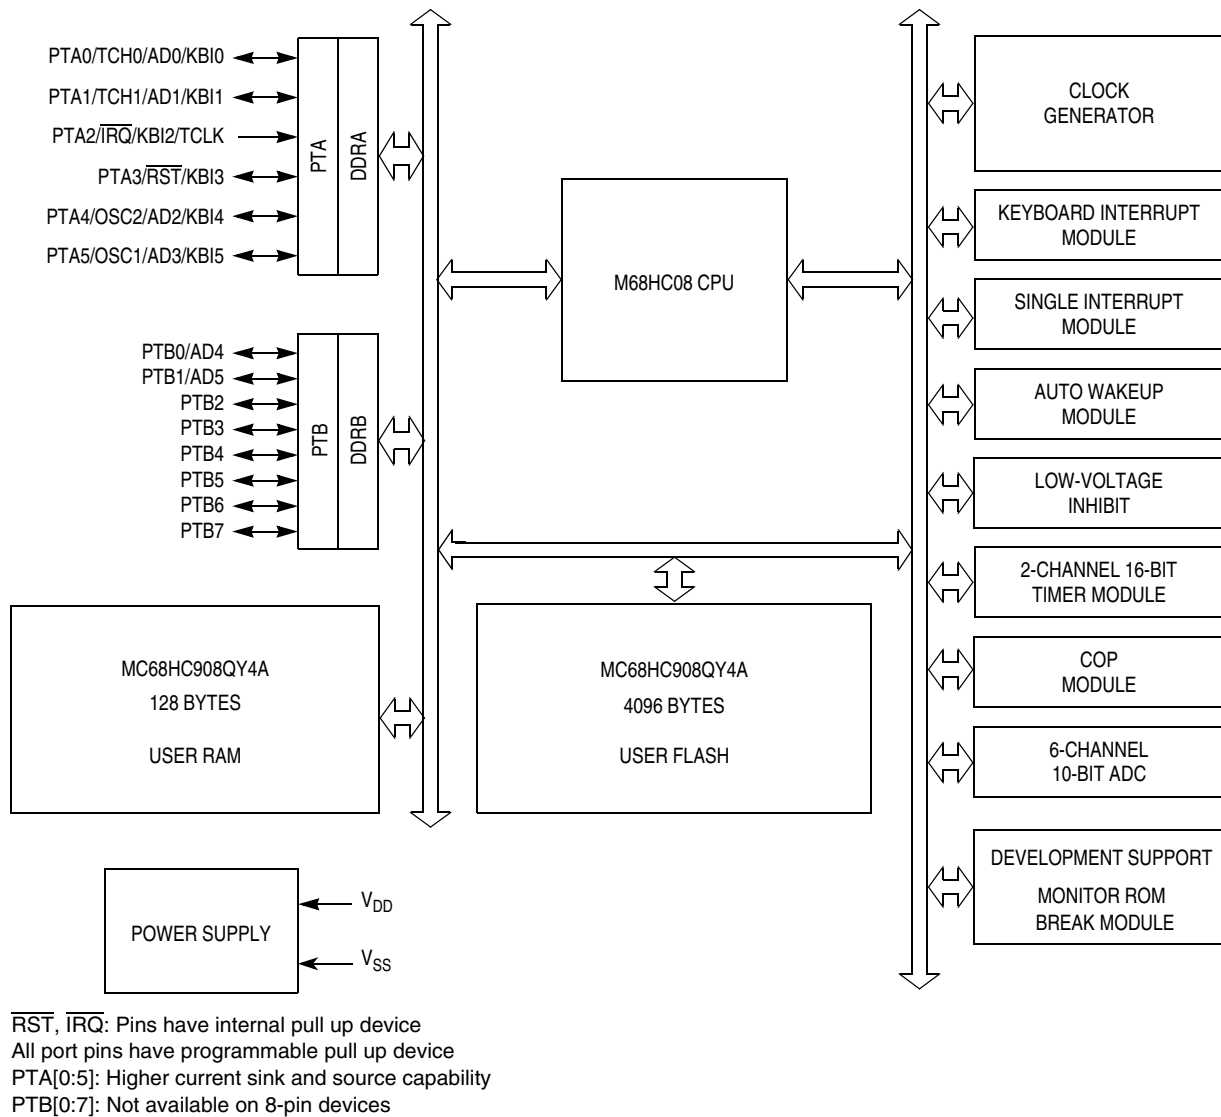 PTA0/TCH0/AD0/KBI0
PTA1/TCH1/AD1/KBI1
PTA2/I̅R̅Q̅/KBI2/TCLK
PTA3/R̅S̅T̅/KBI3
PTA4/OSC2/AD2/KBI4
PTA5/OSC1/AD3/KBI5
PTA
DDRA
PTB0/AD4
PTB1/AD5
PTB2
PTB3
PTB4
PTB5
PTB6
PTB7
PTB
DDRB
M68HC08 CPU
MC68HC908QY4A
128 BYTES
USER RAM
MC68HC908QY4A
4096 BYTES
USER FLASH
POWER SUPPLY
V_DD
V_SS
CLOCK
GENERATOR
KEYBOARD INTERRUPT
MODULE
SINGLE INTERRUPT
MODULE
AUTO WAKEUP
MODULE
LOW-VOLTAGE
INHIBIT
2-CHANNEL 16-BIT
TIMER MODULE
COP
MODULE
6-CHANNEL
10-BIT ADC
DEVELOPMENT SUPPORT
MONITOR ROM
BREAK MODULE
R̅S̅T̅, I̅R̅Q̅: Pins have internal pull up device
All port pins have programmable pull up device
PTA[0:5]: Higher current sink and source capability
PTB[0:7]: Not available on 8-pin devices